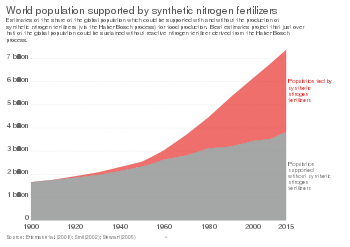 World population supported by synthetic nitrogen fertilizers
Estimates of the share of the global population which could be supported with and without the production of
synthetic nitrogen fertilizers (via the Haber-Bosch process) for food. Best estimates project that just over
half of the global population could be sustained without reactive nitrogen fertilizer derived from the Haber-Bosch
process.
7 billion
6 billion
5 billion
4 billion
3 billion
2 billion
1 billion
0
1900
1920
1940
1960
1980
2000
2015
Population fed by
synthetic
nitrogen
fertilizers
Population
supported
without synthetic
nitrogen
fertilizers
Source: Erisman et al. (2008); Smil (2002); Stewart (2005)